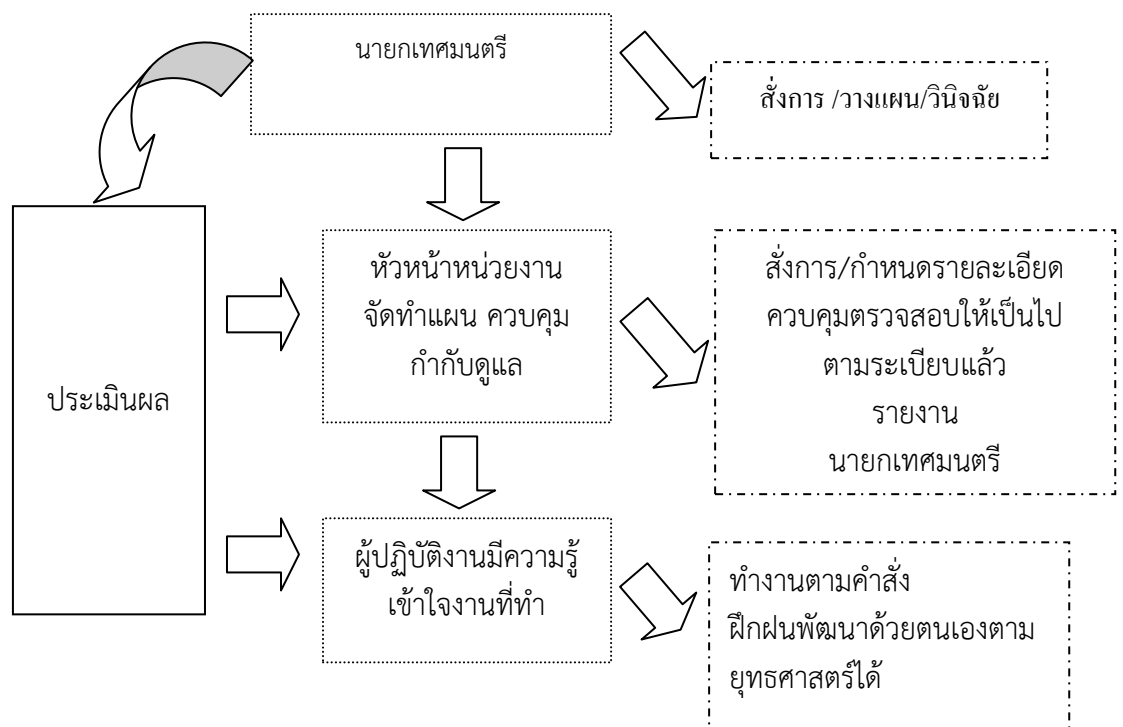 นายกเทศมนตรี
สั่งการ /วางแผน/วินิจฉัย
หัวหน้าหน่วยงาน
จัดทำแผน ควบคุม
กำกับดูแล
สั่งการ/กำหนดรายละเอียด
ควบคุมตรวจสอบให้เป็นไป
ตามระเบียบแล้ว
รายงาน
นายกเทศมนตรี
ประเมินผล
ผู้ปฏิบัติงานมีความรู้
เข้าใจงานที่ทำ
ทำงานตามคำสั่ง
ฝึกฝนพัฒนาด้วยตนเองตาม
ยุทธศาสตร์ได้